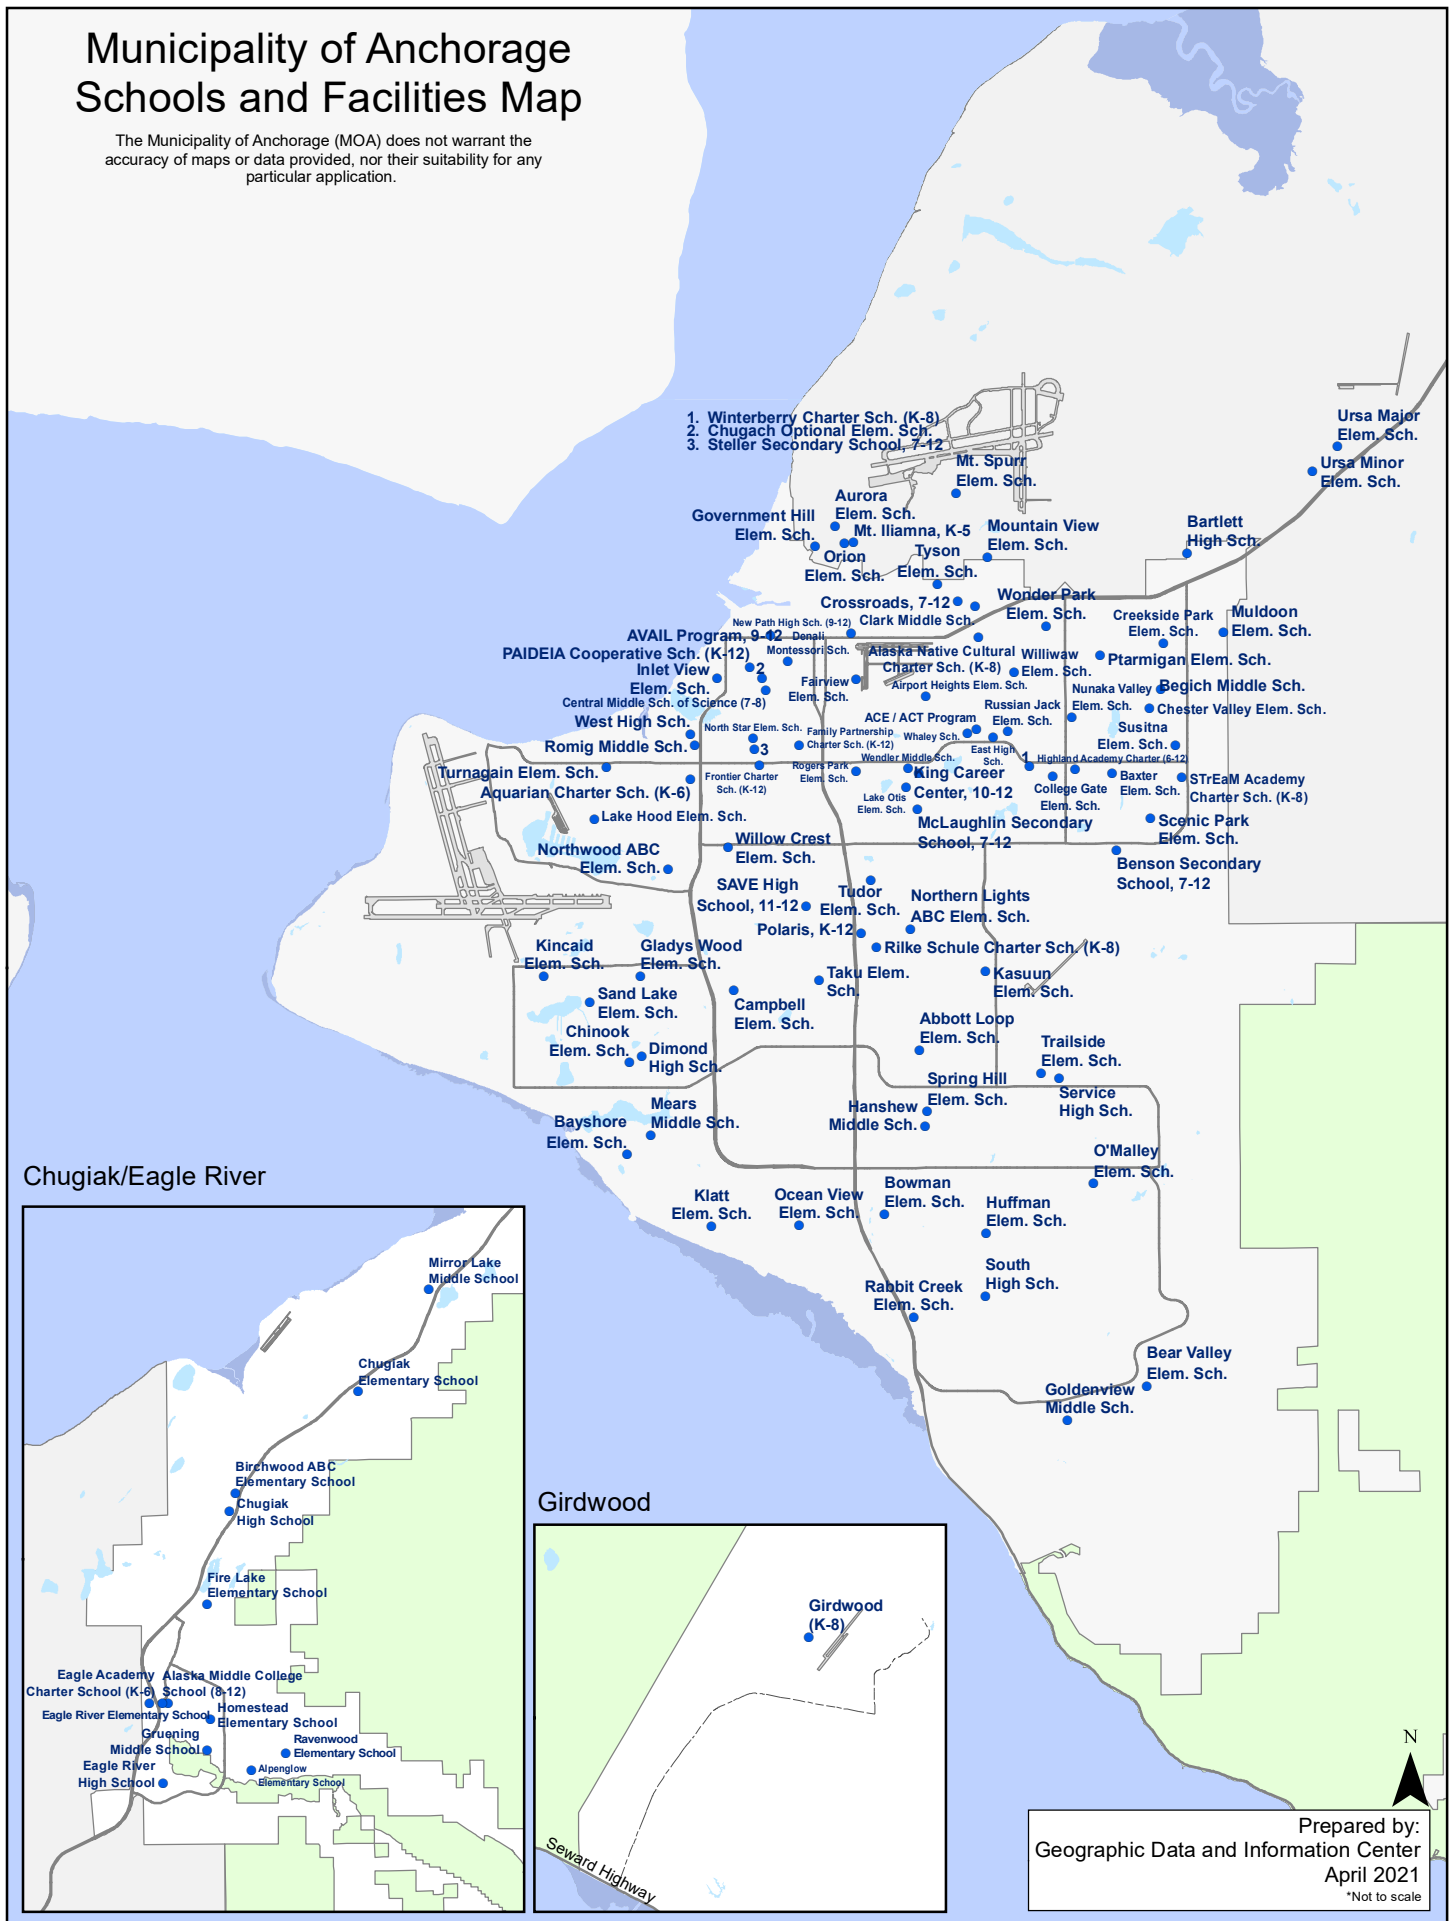 Municipality of Anchorage
Schools and Facilities Map
The Municipality of Anchorage (MOA) does not warrant the
accuracy of maps or data provided, nor their suitability for any
particular application.
1. Winterberry Charter Sch. (K-8)
2. Chugach Optional Elem. Sch.
3. Steller Secondary School, 7-12
Ursa Major
Elem. Sch.
Ursa Minor
Elem. Sch.
Mt. Spurr
Elem. Sch.
Aurora
Elem. Sch.
Government Hill
Elem. Sch.
Mt. Iliamna, K-5
Orion
Elem. Sch.
Mountain View
Elem. Sch.
Tyson
Elem. Sch.
Bartlett
High Sch.
Crossroads, 7-12
Clark Middle Sch.
Wonder Park
Elem. Sch.
Creekside Park
Elem. Sch.
Muldoon
Elem. Sch.
New Path High Sch. (9-12)
AVAIL Program, 9-12
Denali
Montessori Sch.
PAIDEIA Cooperative Sch. (K-12)
Alaska Native Cultural
Charter Sch. (K-8)
Williwaw
Elem. Sch.
Ptarmigan Elem. Sch.
Inlet View
Elem. Sch.
2
Fairview
Elem. Sch.
Airport Heights Elem. Sch.
Nunaka Valley
Elem. Sch.
Begich Middle Sch.
Central Middle Sch. of Science (7-8)
Russian Jack
Elem. Sch.
Chester Valley Elem. Sch.
West High Sch.
North Star Elem. Sch.
Family Partnership
Charter Sch. (K-12)
ACE / ACT Program
Whaley Sch.
Susitna
Elem. Sch.
Romig Middle Sch.
3
East High
Sch.
Wendler Middle Sch.
1
Highland Academy Charter (6-12)
Turnagain Elem. Sch.
Frontier Charter
Sch. (K-12)
Rogers Park
Elem. Sch.
King Career
Center, 10-12
College Gate
Elem. Sch.
Baxter
Elem. Sch.
STrEaM Academy
Charter Sch. (K-8)
Aquarian Charter Sch. (K-6)
Lake Otis
Elem. Sch.
Lake Hood Elem. Sch.
McLaughlin Secondary
School, 7-12
Scenic Park
Elem. Sch.
Willow Crest
Elem. Sch.
Northwood ABC
Elem. Sch.
Benson Secondary
School, 7-12
SAVE High
School, 11-12
Tudor
Elem. Sch.
Northern Lights
ABC Elem. Sch.
Polaris, K-12
Rilke Schule Charter Sch. (K-8)
Kincaid
Elem. Sch.
Gladys Wood
Elem. Sch.
Taku Elem.
Sch.
Kasuun
Elem. Sch.
Sand Lake
Elem. Sch.
Campbell
Elem. Sch.
Chinook
Elem. Sch.
Dimond
High Sch.
Abbott Loop
Elem. Sch.
Trailside
Elem. Sch.
Spring Hill
Elem. Sch.
Service
High Sch.
Mears
Middle Sch.
Hanshew
Middle Sch.
Bayshore
Elem. Sch.
O'Malley
Elem. Sch.
Klatt
Elem. Sch.
Ocean View
Elem. Sch.
Bowman
Elem. Sch.
Huffman
Elem. Sch.
South
High Sch.
Rabbit Creek
Elem. Sch.
Bear Valley
Elem. Sch.
Goldenview
Middle Sch.
Chugiak/Eagle River
Mirror Lake
Middle School
Chugiak
Elementary School
Birchwood ABC
Elementary School
Chugiak
High School
Fire Lake
Elementary School
Eagle Academy
Charter School (K-6)
Alaska Middle College
School (8-12)
Eagle River Elementary School
Homestead
Elementary School
Gruening
Middle School
Ravenwood
Elementary School
Eagle River
High School
Alpenglow
Elementary School
Girdwood
Girdwood
(K-8)
Seward Highway
N
Prepared by:
Geographic Data and Information Center
April 2021
*Not to scale